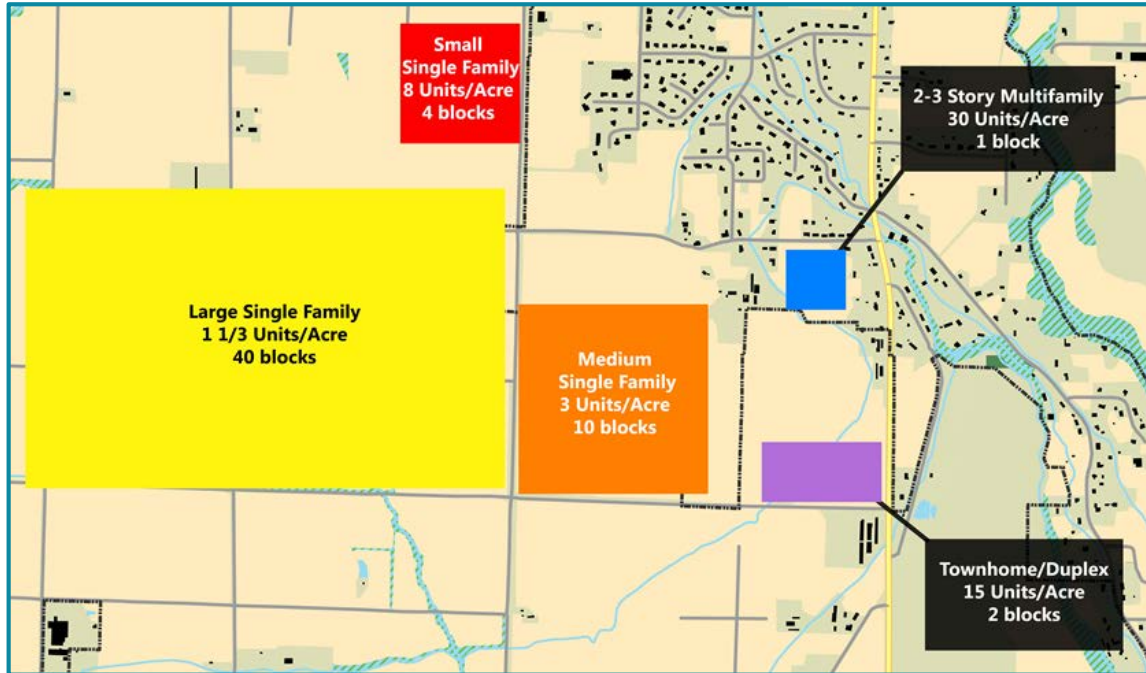 Small
Single Family
8 Units/Acre
4 blocks
2-3 Story Multifamily
30 Units/Acre
1 block
Large Single Family
1 1/3 Units/Acre
40 blocks
Medium
Single Family
3 Units/Acre
10 blocks
Townhome/Duplex
15 Units/Acre
2 blocks